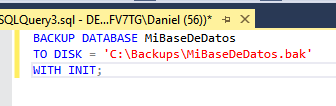 SQLQuery3.sql - DE...FV7TG\Daniel (56))*
BACKUP DATABASE MiBaseDeDatos
TO DISK = 'C:\Backups\MiBaseDeDatos.bak'
WITH INIT;